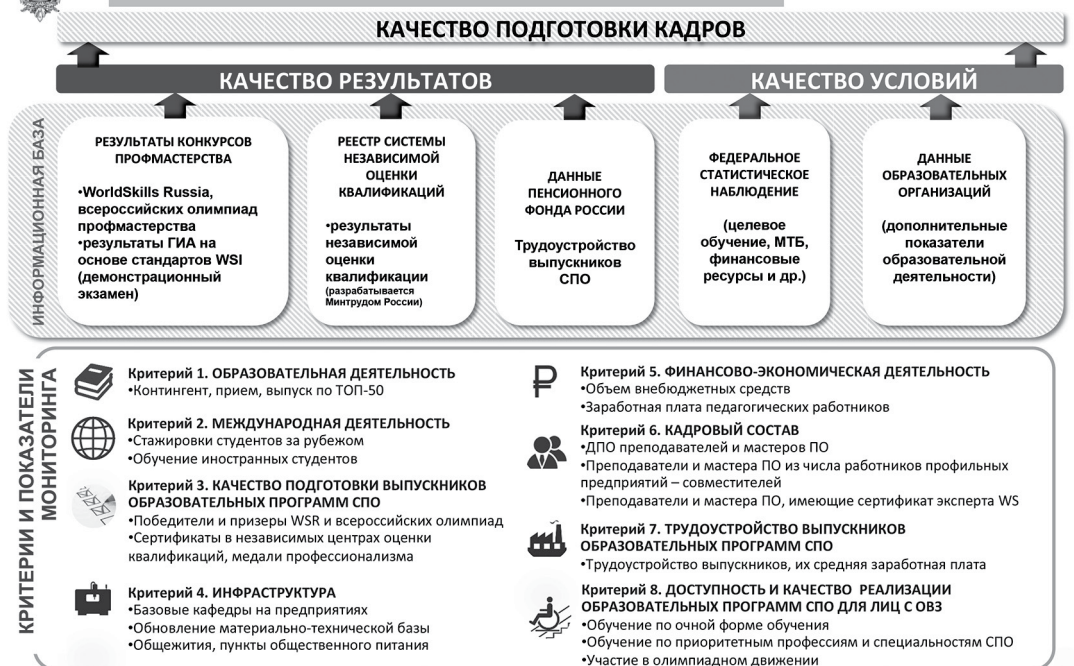 КАЧЕСТВО ПОДГОТОВКИ КАДРОВ
КАЧЕСТВО РЕЗУЛЬТАТОВ
КАЧЕСТВО УСЛОВИЙ
ИНФОРМАЦИОННАЯ БАЗА
РЕЗУЛЬТАТЫ КОНКУРСОВ
ПРОФМАСТЕРСТВА
•WorldSkills Russia,
всероссийских олимпиад
профмастерства
•результаты ГИА на
основе стандартов WSI
(демонстрационный
экзамен)
РЕЕСТР СИСТЕМЫ
НЕЗАВИСИМОЙ
ОЦЕНКИ
КВАЛИФИКАЦИЙ
•результаты
независимой
оценки
квалификации
(разрабатывается
Минтрудом России)
ДАННЫЕ
ПЕНСИОННОГО
ФОНДА РОССИИ
Трудоустройство
выпускников
СПО
ФЕДЕРАЛЬНОЕ
СТАТИСТИЧЕСКОЕ
НАБЛЮДЕНИЕ
(целевое
обучение, МТБ,
финансовые
ресурсы и др.)
ДАННЫЕ
ОБРАЗОВАТЕЛЬНЫХ
ОРГАНИЗАЦИЙ
(дополнительные
показатели
образовательной
деятельности)
КРИТЕРИИ И ПОКАЗАТЕЛИ
МОНИТОРИНГА
Критерий 1. ОБРАЗОВАТЕЛЬНАЯ ДЕЯТЕЛЬНОСТЬ
•Контингент, прием, выпуск по ТОП-50
Критерий 2. МЕЖДУНАРОДНАЯ ДЕЯТЕЛЬНОСТЬ
•Стажировки студентов за рубежом
•Обучение иностранных студентов
Критерий 3. КАЧЕСТВО ПОДГОТОВКИ ВЫПУСКНИКОВ
ОБРАЗОВАТЕЛЬНЫХ ПРОГРАММ СПО
•Победители и призеры WSR и всероссийских олимпиад
•Сертификаты в независимых центрах оценки
квалификаций, медали профессионализма
Критерий 4. ИНФРАСТРУКТУРА
•Базовые кафедры на предприятиях
•Обновление материально-технической базы
•Общежития, пункты общественного питания
Критерий 5. ФИНАНСОВО-ЭКОНОМИЧЕСКАЯ ДЕЯТЕЛЬНОСТЬ
•Объем внебюджетных средств
•Заработная плата педагогических работников
Критерий 6. КАДРОВЫЙ СОСТАВ
•ДПО преподавателей и мастеров ПО
•Преподаватели и мастера ПО из числа работников профильных
предприятий – совместителей
•Преподаватели и мастера ПО, имеющие сертификат эксперта WS
Критерий 7. ТРУДОУСТРОЙСТВО ВЫПУСКНИКОВ
ОБРАЗОВАТЕЛЬНЫХ ПРОГРАММ СПО
•Трудоустройство выпускников, их средняя заработная плата
Критерий 8. ДОСТУПНОСТЬ И КАЧЕСТВО РЕАЛИЗАЦИИ
ОБРАЗОВАТЕЛЬНЫХ ПРОГРАММ СПО ДЛЯ ЛИЦ С ОВЗ
•Обучение по очной форме обучения
•Обучение по приоритетным профессиям и специальностям СПО
•Участие в олимпиадном движении